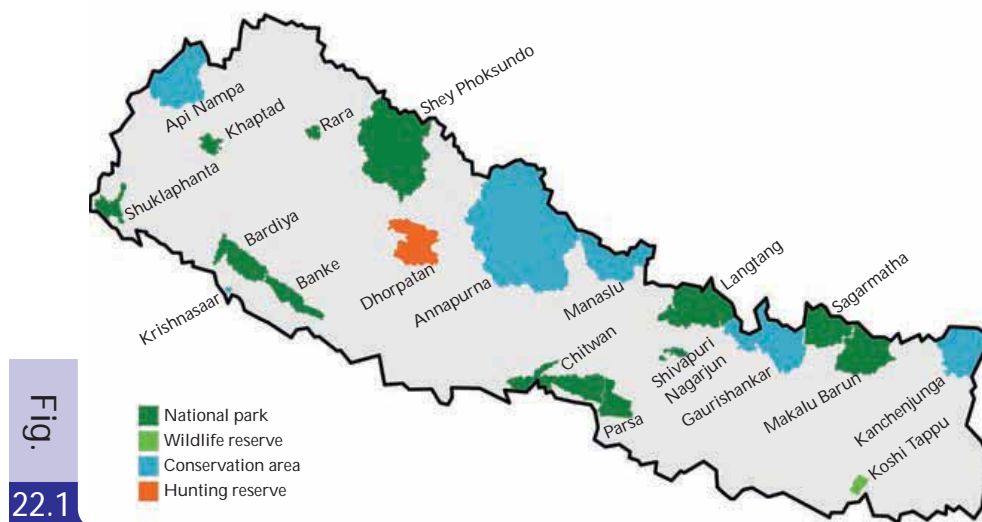 Api Nampa
Khaptad
Rara
Shey Phoksundo
Shuklaphanta
Bardiya
Banke
Krishnasaar
Dhorpatan
Annapurna
Manaslu
Langtang
Sagarmatha
Chitwan
Parsa
Shivapuri
Nagarjun
Gaurishankar
Makalu Barun
Kanchenjunga
Koshi Tappu
National park
Wildlife reserve
Conservation area
Hunting reserve
Fig.
22.1